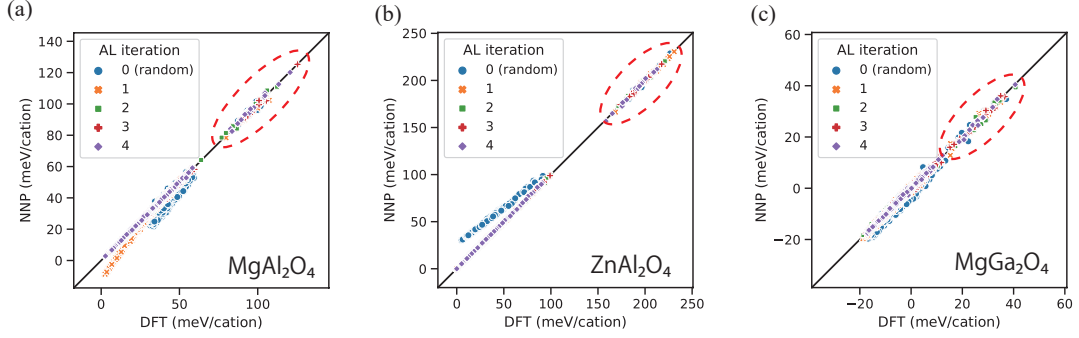 (a)
AL iteration
0 (random)
1
2
3
4
140
120
100
80
60
40
20
0
NNP (meV/cation)
MgAl₂O₄
0
50
100
DFT (meV/cation)
(b)
AL iteration
0 (random)
1
2
3
4
250
200
150
100
50
0
NNP (meV/cation)
ZnAl₂O₄
0
50
100
150
200
250
DFT (meV/cation)
(c)
AL iteration
0 (random)
1
2
3
4
60
40
20
0
−20
NNP (meV/cation)
MgGa₂O₄
−20
0
20
40
60
DFT (meV/cation)